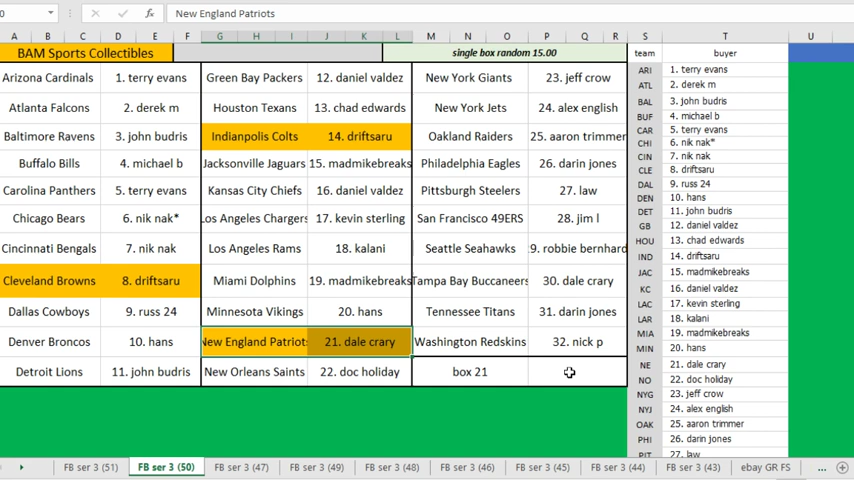 fx New England Patriots
A B C D E F G H I J K L M N O P Q R S T U
BAM Sports Collectibles single box random 15.00 team buyer
Arizona Cardinals 1. terry evans Green Bay Packers 12. daniel valdez New York Giants 23. jeff crow
Atlanta Falcons 2. derek m Houston Texans 13. chad edwards New York Jets 24. alex english
Baltimore Ravens 3. john budris Indianpolis Colts 14. driftsaru Oakland Raiders 25. aaron trimmer
Buffalo Bills 4. michael b Jacksonville Jaguars 15. madmikebreaks Philadelphia Eagles 26. darin jones
Carolina Panthers 5. terry evans Kansas City Chiefs 16. daniel valdez Pittsburg Steelers 27. law
Chicago Bears 6. nik nak* Los Angeles Chargers 17. kevin sterling San Francisco 49ERS 28. jim l
Cincinnati Bengals 7. nik nak Los Angeles Rams 18. kalani Seattle Seahawks 9. robbie bernhard
Cleveland Browns 8. driftsaru Miami Dolphins 19. madmikebreaks Tampa Bay Buccaneers 30. dale crary
Dallas Cowboys 9. russ 24 Minnesota Vikings 20. hans Tennessee Titans 31. darin jones
Denver Broncos 10. hans New England Patriots 21. dale crary Washington Redskins 32. nick p
Detroit Lions 11. john budris New Orleans Saints 22. doc holiday box 21
ARI 1. terry evans
ATL 2. derek m
BAL 3. john budris
BUF 4. michael b
CAR 5. terry evans
CHI 6. nik nak*
CIN 7. nik nak
CLE 8. driftsaru
DAL 9. russ 24
DEN 10. hans
DET 11. john budris
GB 12. daniel valdez
HOU 13. chad edwards
IND 14. driftsaru
JAC 15. madmikebreaks
KC 16. daniel valdez
LAC 17. kevin sterling
LAR 18. kalani
MIA 19. madmikebreaks
MIN 20. hans
NE 21. dale crary
NO 22. doc holiday
NYG 23. jeff crow
NYJ 24. alex english
OAK 25. aaron trimmer
PHI 26. darin jones
PIT 27. law
FB ser 3 (51) FB ser 3 (50) FB ser 3 (47) FB ser 3 (49) FB ser 3 (48) FB ser 3 (46) FB ser 3 (45) FB ser 3 (44) FB ser 3 (43) ebay GR FS ...